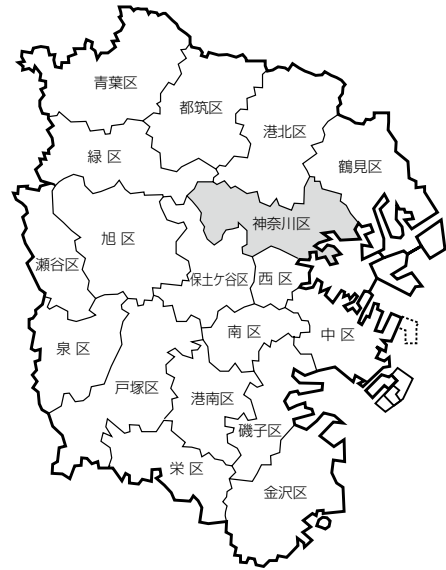 青葉区
都筑区
港北区
緑 区
鶴見区
神奈川区
旭 区
瀬谷区
保土ケ谷区
西 区
泉 区
南 区
中 区
戸塚区
港南区
磯子区
栄 区
金沢区